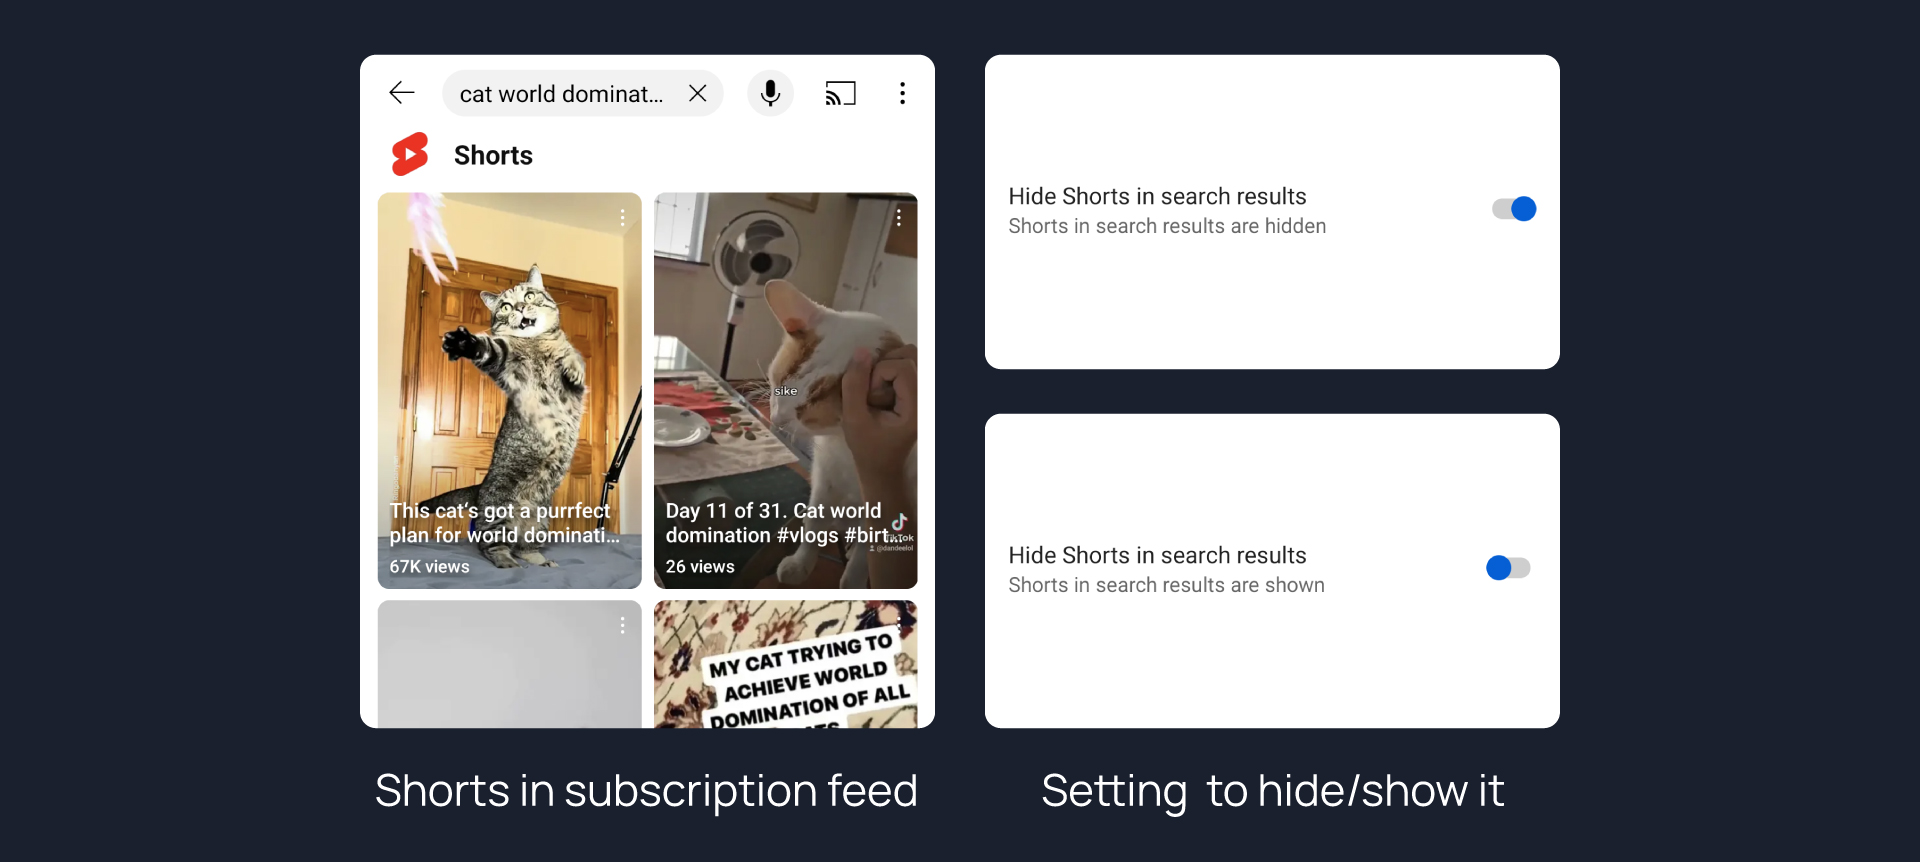 cat world dominat...
Shorts
This cat's got a purrfect
plan for world dominati...
67K views
sike
Day 11 of 31. Cat world
domination #vlogs #birt...
TikTok
@dandeelol
26 views
MY CAT TRYING TO
ACHIEVE WORLD
DOMINATION OF ALL
Shorts in subscription feed
Hide Shorts in search results
Shorts in search results are hidden
Hide Shorts in search results
Shorts in search results are shown
Setting to hide/show it